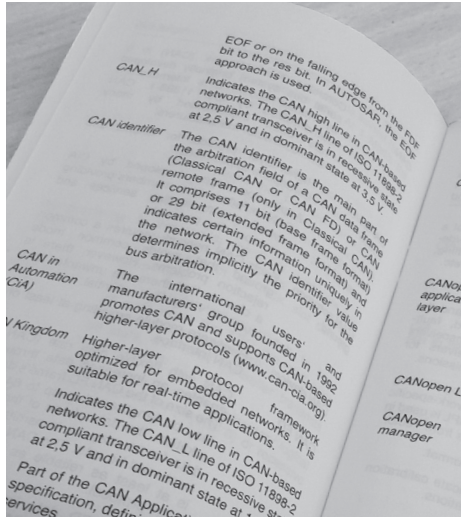 EOF or on the falling edge from the FDF
bit to the res bit. In AUTOSAR, the EOF
approach is used.
CAN_H
Indicates the CAN high line in CAN-based
networks. The CAN_H line of ISO 11898-2
compliant transceiver is in recessive state
at 2,5 V and in dominant state at 3,5 V.
CAN identifier
The CAN identifier is the main part of
the arbitration field of a CAN data frame
(Classical CAN or CAN FD) or CAN
remote frame (only in Classical CAN).
It comprises 11 bit (base frame format)
or 29 bit (extended frame format) and
indicates certain information uniquely in
the network. The CAN identifier value
determines implicitly the priority for the
bus arbitration.
CAN in
Automation
(CiA)
The international users' and
manufacturers' group founded in 1992
promotes CAN and supports CAN-based
higher-layer protocols (www.can-cia.org).
Kingdom
Higher-layer protocol framework
optimized for embedded networks. It is
suitable for real-time applications.
Indicates the CAN low line in CAN-based
networks. The CAN_L line of ISO 11898-2
compliant transceiver is in recessive
at 2,5 V and in dominant state at
Part of the CAN
specification,
services
layer
CANopen
CANopen
manager